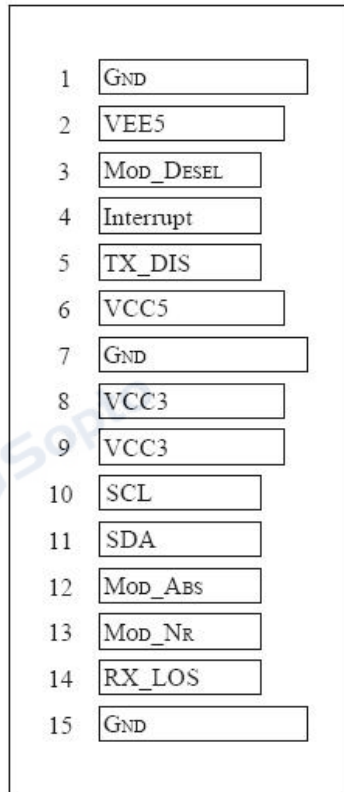 1 GND
2 VEE5
3 MOD_DESEL
4 Interrupt
5 TX_DIS
6 VCC5
7 GND
8 VCC3
9 VCC3
10 SCL
11 SDA
12 MOD_ABS
13 MOD_NR
14 RX_LOS
15 GND
Sopto